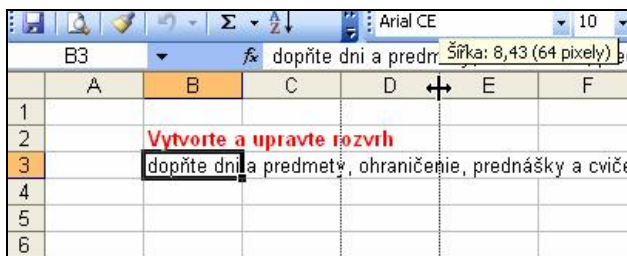 Σ
Arial CE
10
B3
fx dopňte dni a predm
Šířka: 8,43 (64 pixely)
A B C D E F
1
2 Vytvorte a upravte rozvrh
3 dopňte dni a predmety, ohraničenie, prednášky a cviče
4
5
6